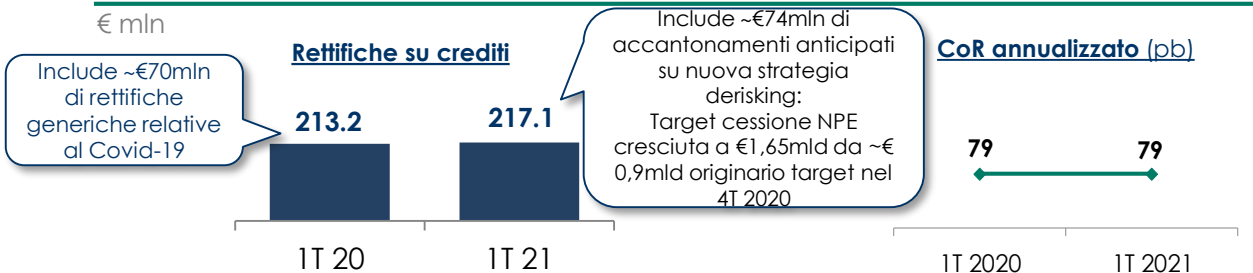 € mln
Include ~€70mln
di rettifiche
generiche relative
al Covid-19
Rettifiche su crediti
213.2
217.1
1T 20
1T 21
Include ~€74mln di
accantonamenti anticipati
su nuova strategia
derisking:
Target cessione NPE
cresciuta a €1,65mld da ~€
0,9mld originario target nel
4T 2020
CoR annualizzato (pb)
79
79
1T 2020
1T 2021